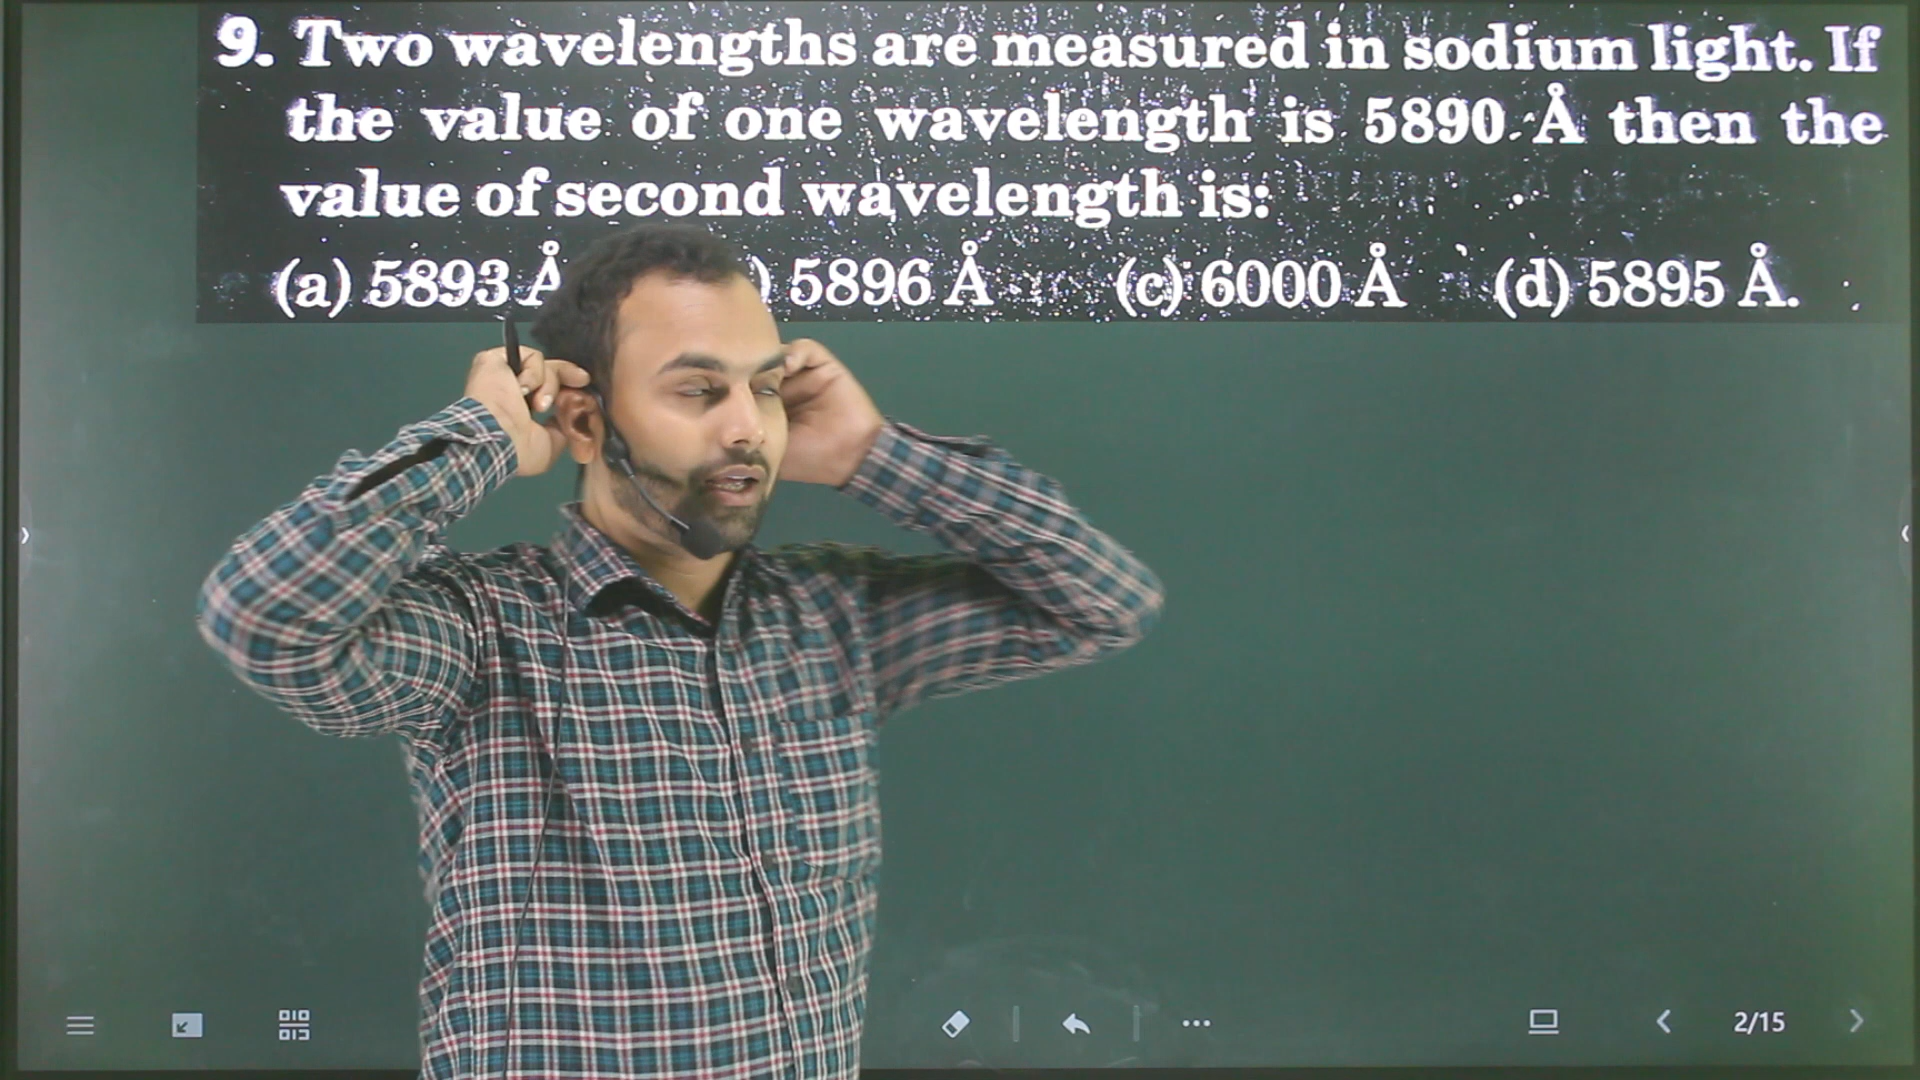 9. Two wavelengths are measured in sodium light. If
the value of one wavelength is 5890 Å then the
value of second wavelength is:
(a) 5893 Å ) 5896 Å (c) 6000 Å (d) 5895 Å.
2/15